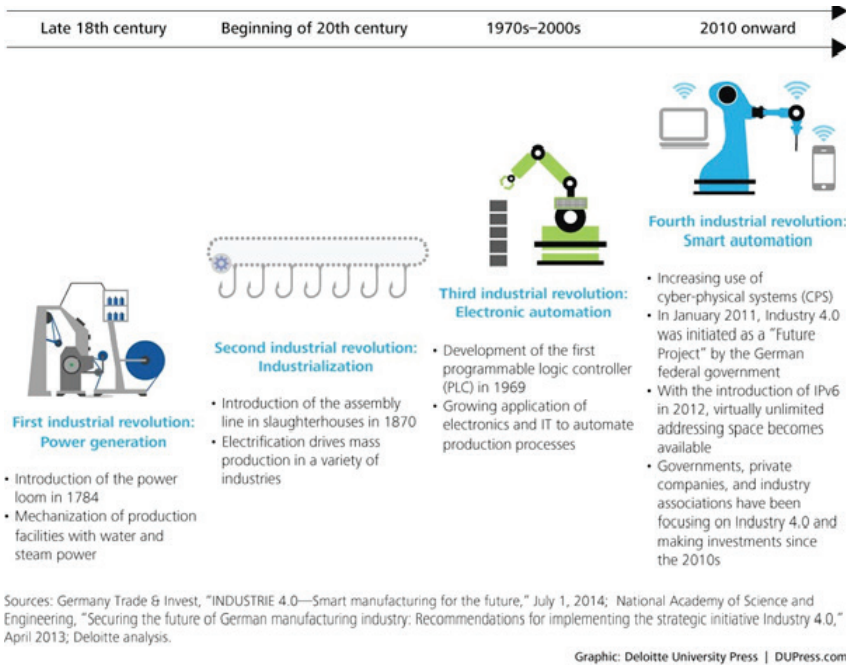 Late 18th century
Beginning of 20th century
1970s–2000s
2010 onward
First industrial revolution:
Power generation
• Introduction of the power
loom in 1784
• Mechanization of production
facilities with water and
steam power
Second industrial revolution:
Industrialization
• Introduction of the assembly
line in slaughterhouses in 1870
• Electrification drives mass
production in a variety of
industries
Third industrial revolution:
Electronic automation
• Development of the first
programmable logic controller
(PLC) in 1969
• Growing application of
electronics and IT to automate
production processes
Fourth industrial revolution:
Smart automation
• Increasing use of
cyber-physical systems (CPS)
• In January 2011, Industry 4.0
was initiated as a "Future
Project" by the German
federal government
• With the introduction of IPv6
in 2012, virtually unlimited
addressing space becomes
available
• Governments, private
companies, and industry
associations have been
focusing on Industry 4.0 and
making investments since
the 2010s
Sources: Germany Trade & Invest, "INDUSTRIE 4.0—Smart manufacturing for the future," July 1, 2014; National Academy of Science and
Engineering, "Securing the future of German manufacturing industry: Recommendations for implementing the strategic initiative Industry 4.0,"
April 2013; Deloitte analysis.
Graphic: Deloitte University Press | DUPress.com